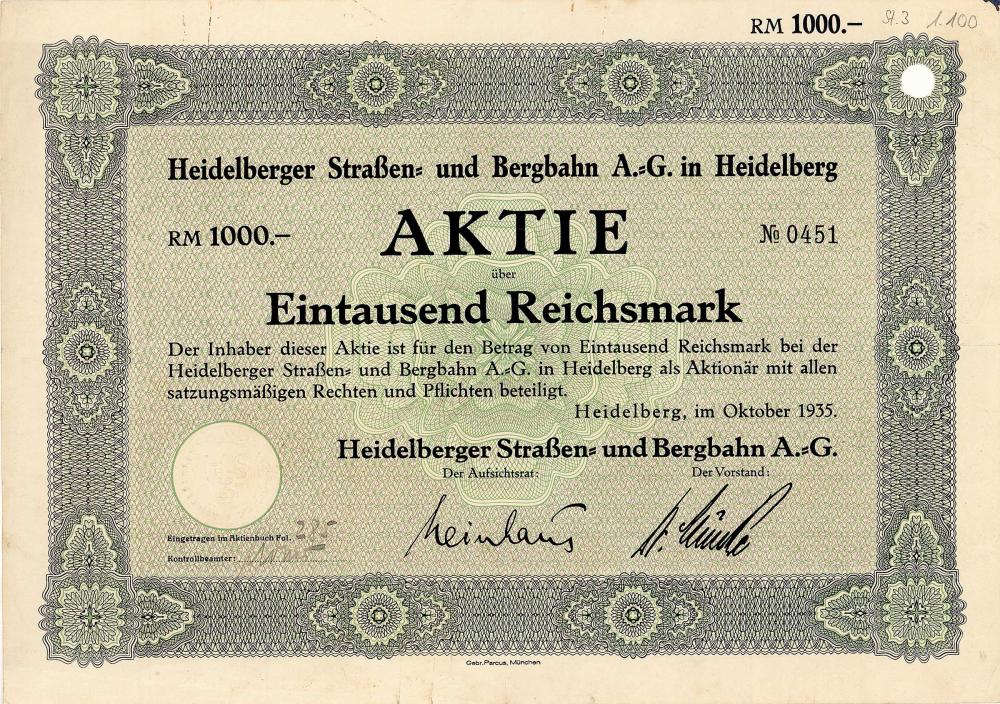 RM 1000.–
Heidelberger Straßen= und Bergbahn A.=G. in Heidelberg
RM 1000.– AKTIE № 0451
über
Eintausend Reichsmark
Der Inhaber dieser Aktie ist für den Betrag von Eintausend Reichsmark bei der
Heidelberger Straßen= und Bergbahn A.=G. in Heidelberg als Aktionär mit allen
satzungsmäßigen Rechten und Pflichten beteiligt.
Heidelberg, im Oktober 1935.
Heidelberger Straßen= und Bergbahn A.=G.
Der Aufsichtsrat: Der Vorstand:
Eingetragen im Aktienbuch Fol.
Kontrollbeamter:
Gebr. Parcus, München